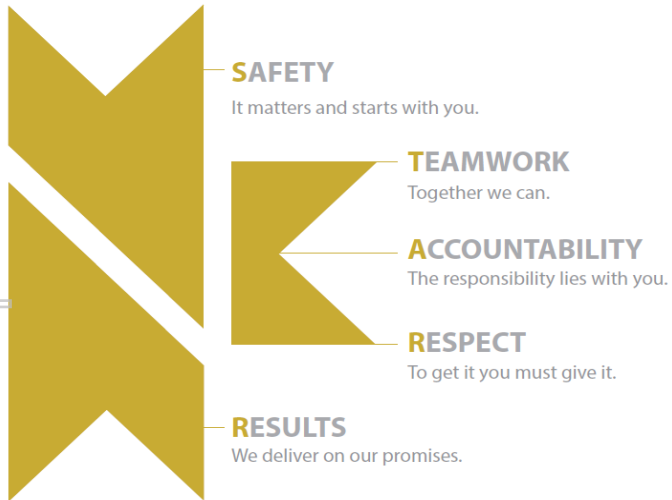 SAFETY
It matters and starts with you.
TEAMWORK
Together we can.
ACCOUNTABILITY
The responsibility lies with you.
RESPECT
To get it you must give it.
RESULTS
We deliver on our promises.